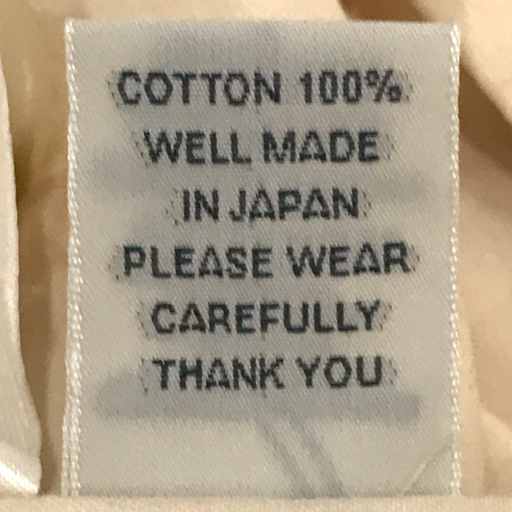 COTTON 100%
WELL MADE
IN JAPAN
PLEASE WEAR
CAREFULLY
THANK YOU